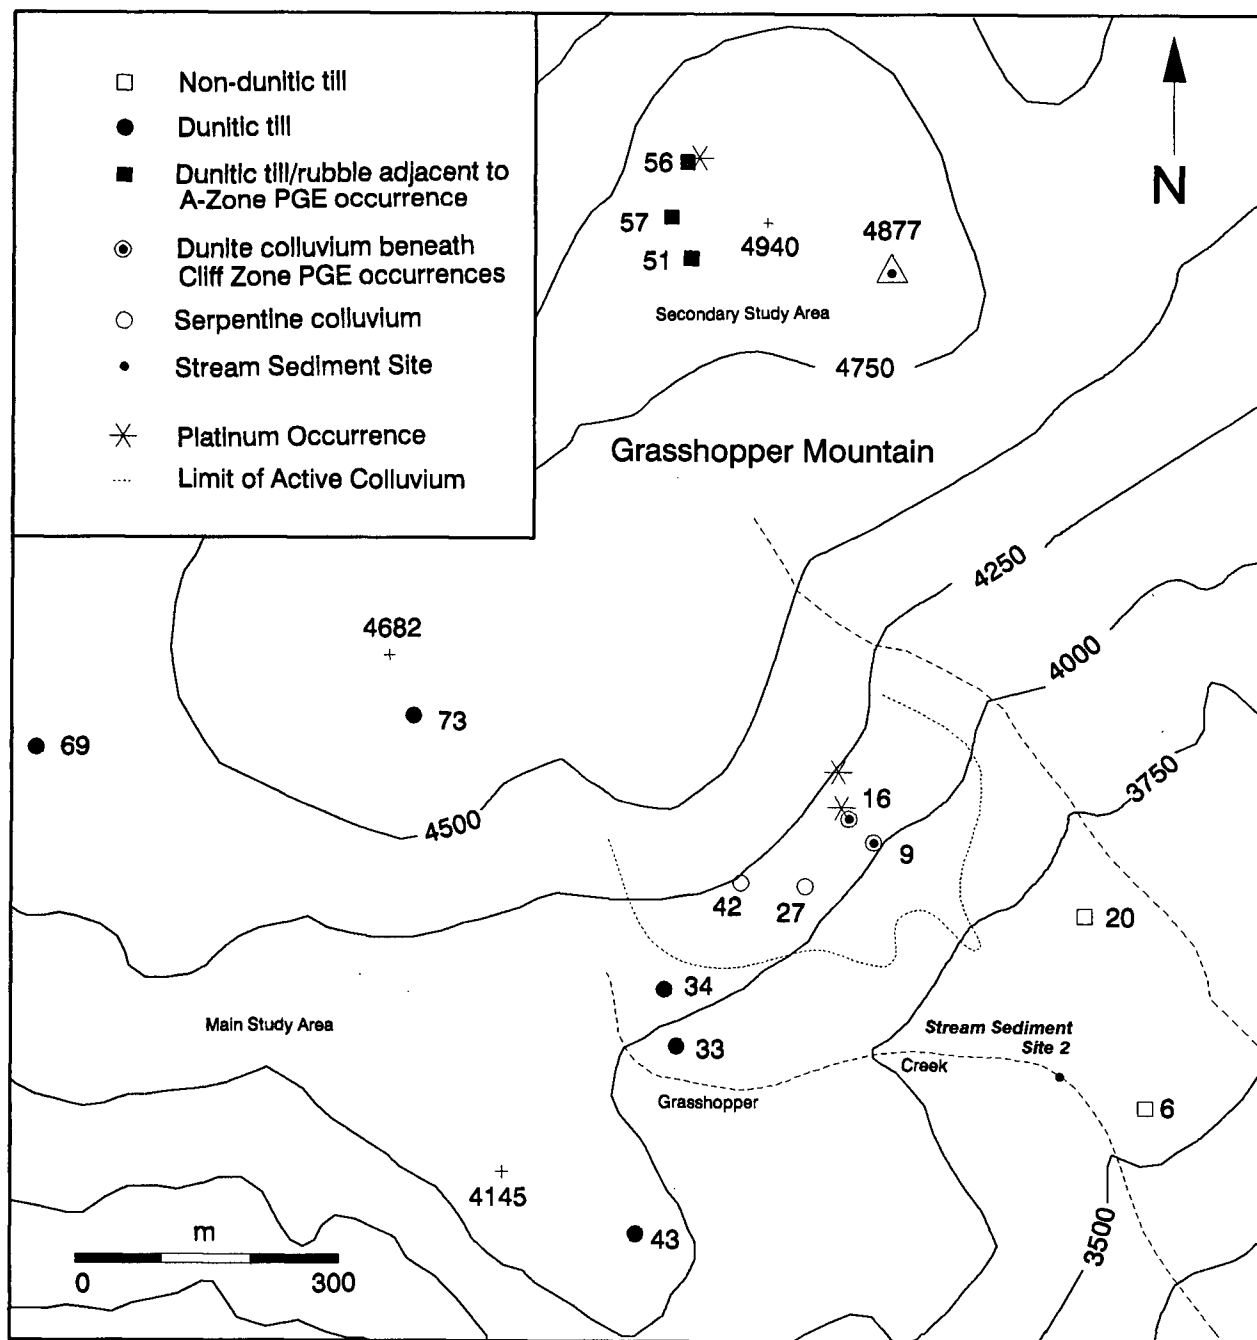 Non-dunitic till
Dunitic till
Dunitic till/rubble adjacent to
A-Zone PGE occurrence
Dunite colluvium beneath
Cliff Zone PGE occurrences
Serpentine colluvium
Stream Sediment Site
Platinum Occurrence
Limit of Active Colluvium
N
56
57
51
4940
4877
Secondary Study Area
4750
Grasshopper Mountain
4250
4000
3750
4682
73
69
4500
16
9
42
27
20
34
33
Main Study Area
Stream Sediment
Site 2
Creek
Grasshopper
6
4145
43
3500
m
0
300